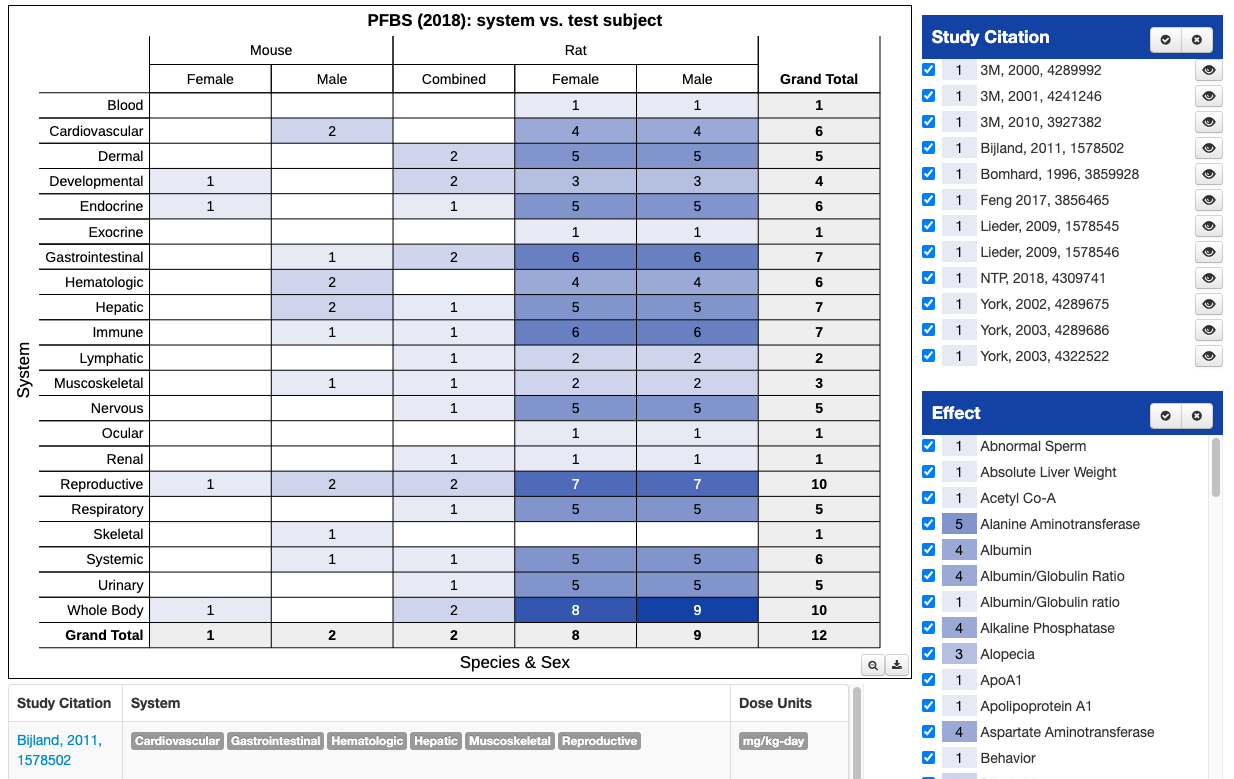 PFBS (2018): system vs. test subject
Mouse Rat
Female Male Combined Female Male Grand Total
Blood 1 1 1
Cardiovascular 2 4 4 6
Dermal 2 5 5 5
Developmental 1 2 3 3 4
Endocrine 1 1 5 5 6
Exocrine 1 1 1
Gastrointestinal 1 2 6 6 7
Hematologic 2 4 4 6
Hepatic 2 1 5 5 7
Immune 1 1 6 6 7
Lymphatic 1 2 2 2
Muscoskeletal 1 1 2 2 3
Nervous 1 5 5 5
Ocular 1 1 1
Renal 1 1 1 1
Reproductive 1 2 2 7 7 10
Respiratory 1 5 5 5
Skeletal 1 1
Systemic 1 1 5 5 6
Urinary 1 5 5 5
Whole Body 1 2 8 9 10
Grand Total 1 2 2 8 9 12
System
Species & Sex
Study Citation System Dose Units
Bijland, 2011, Cardiovascular Gastrointestinal Hematologic Hepatic Muscoskeletal Reproductive mg/kg-day
1578502
Study Citation
1 3M, 2000, 4289992
1 3M, 2001, 4241246
1 3M, 2010, 3927382
1 Bijland, 2011, 1578502
1 Bomhard, 1996, 3859928
1 Feng 2017, 3856465
1 Lieder, 2009, 1578545
1 Lieder, 2009, 1578546
1 NTP, 2018, 4309741
1 York, 2002, 4289675
1 York, 2003, 4289686
1 York, 2003, 4322522
Effect
1 Abnormal Sperm
1 Absolute Liver Weight
1 Acetyl Co-A
5 Alanine Aminotransferase
4 Albumin
4 Albumin/Globulin Ratio
1 Albumin/Globulin ratio
4 Alkaline Phosphatase
3 Alopecia
1 ApoA1
1 Apolipoprotein A1
4 Aspartate Aminotransferase
1 Behavior